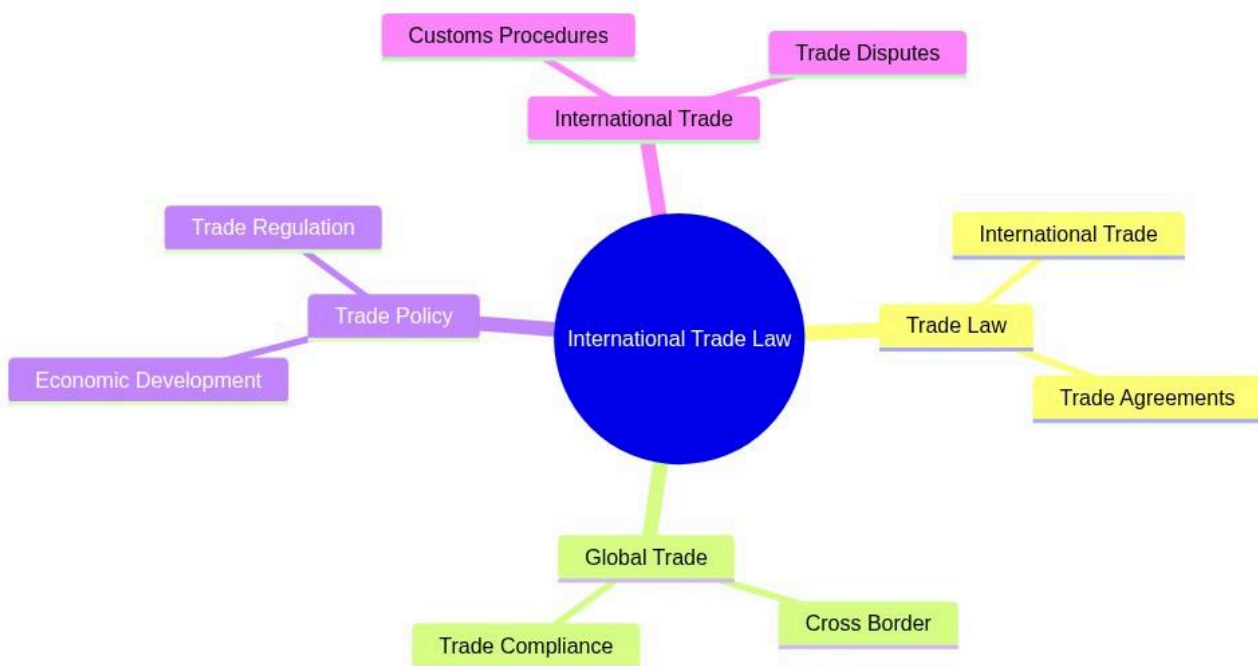 Customs Procedures
Trade Disputes
International Trade
Trade Regulation
International Trade
Trade Policy
Trade Law
International Trade Law
Economic Development
Trade Agreements
Global Trade
Cross Border
Trade Compliance